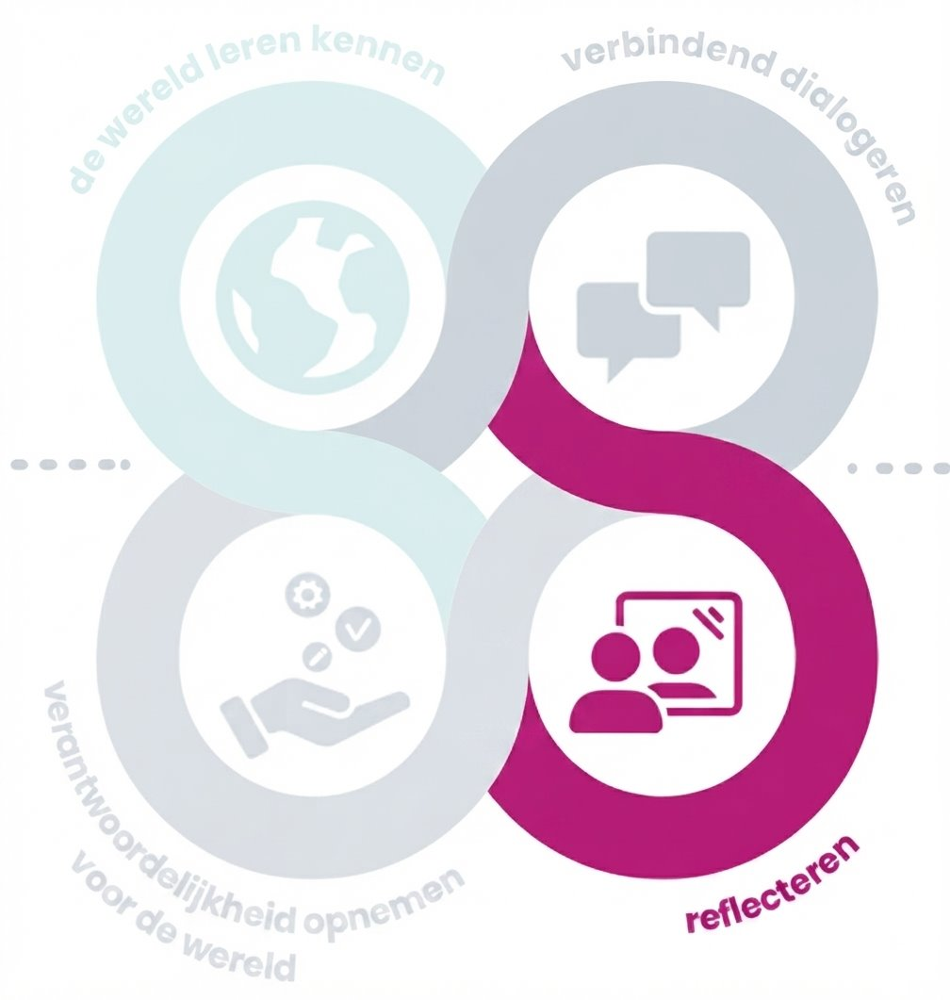 de wereld leren kennen
verbindend dialogeren
verantwoordelijkheid opnemen
voor de wereld
reflecteren